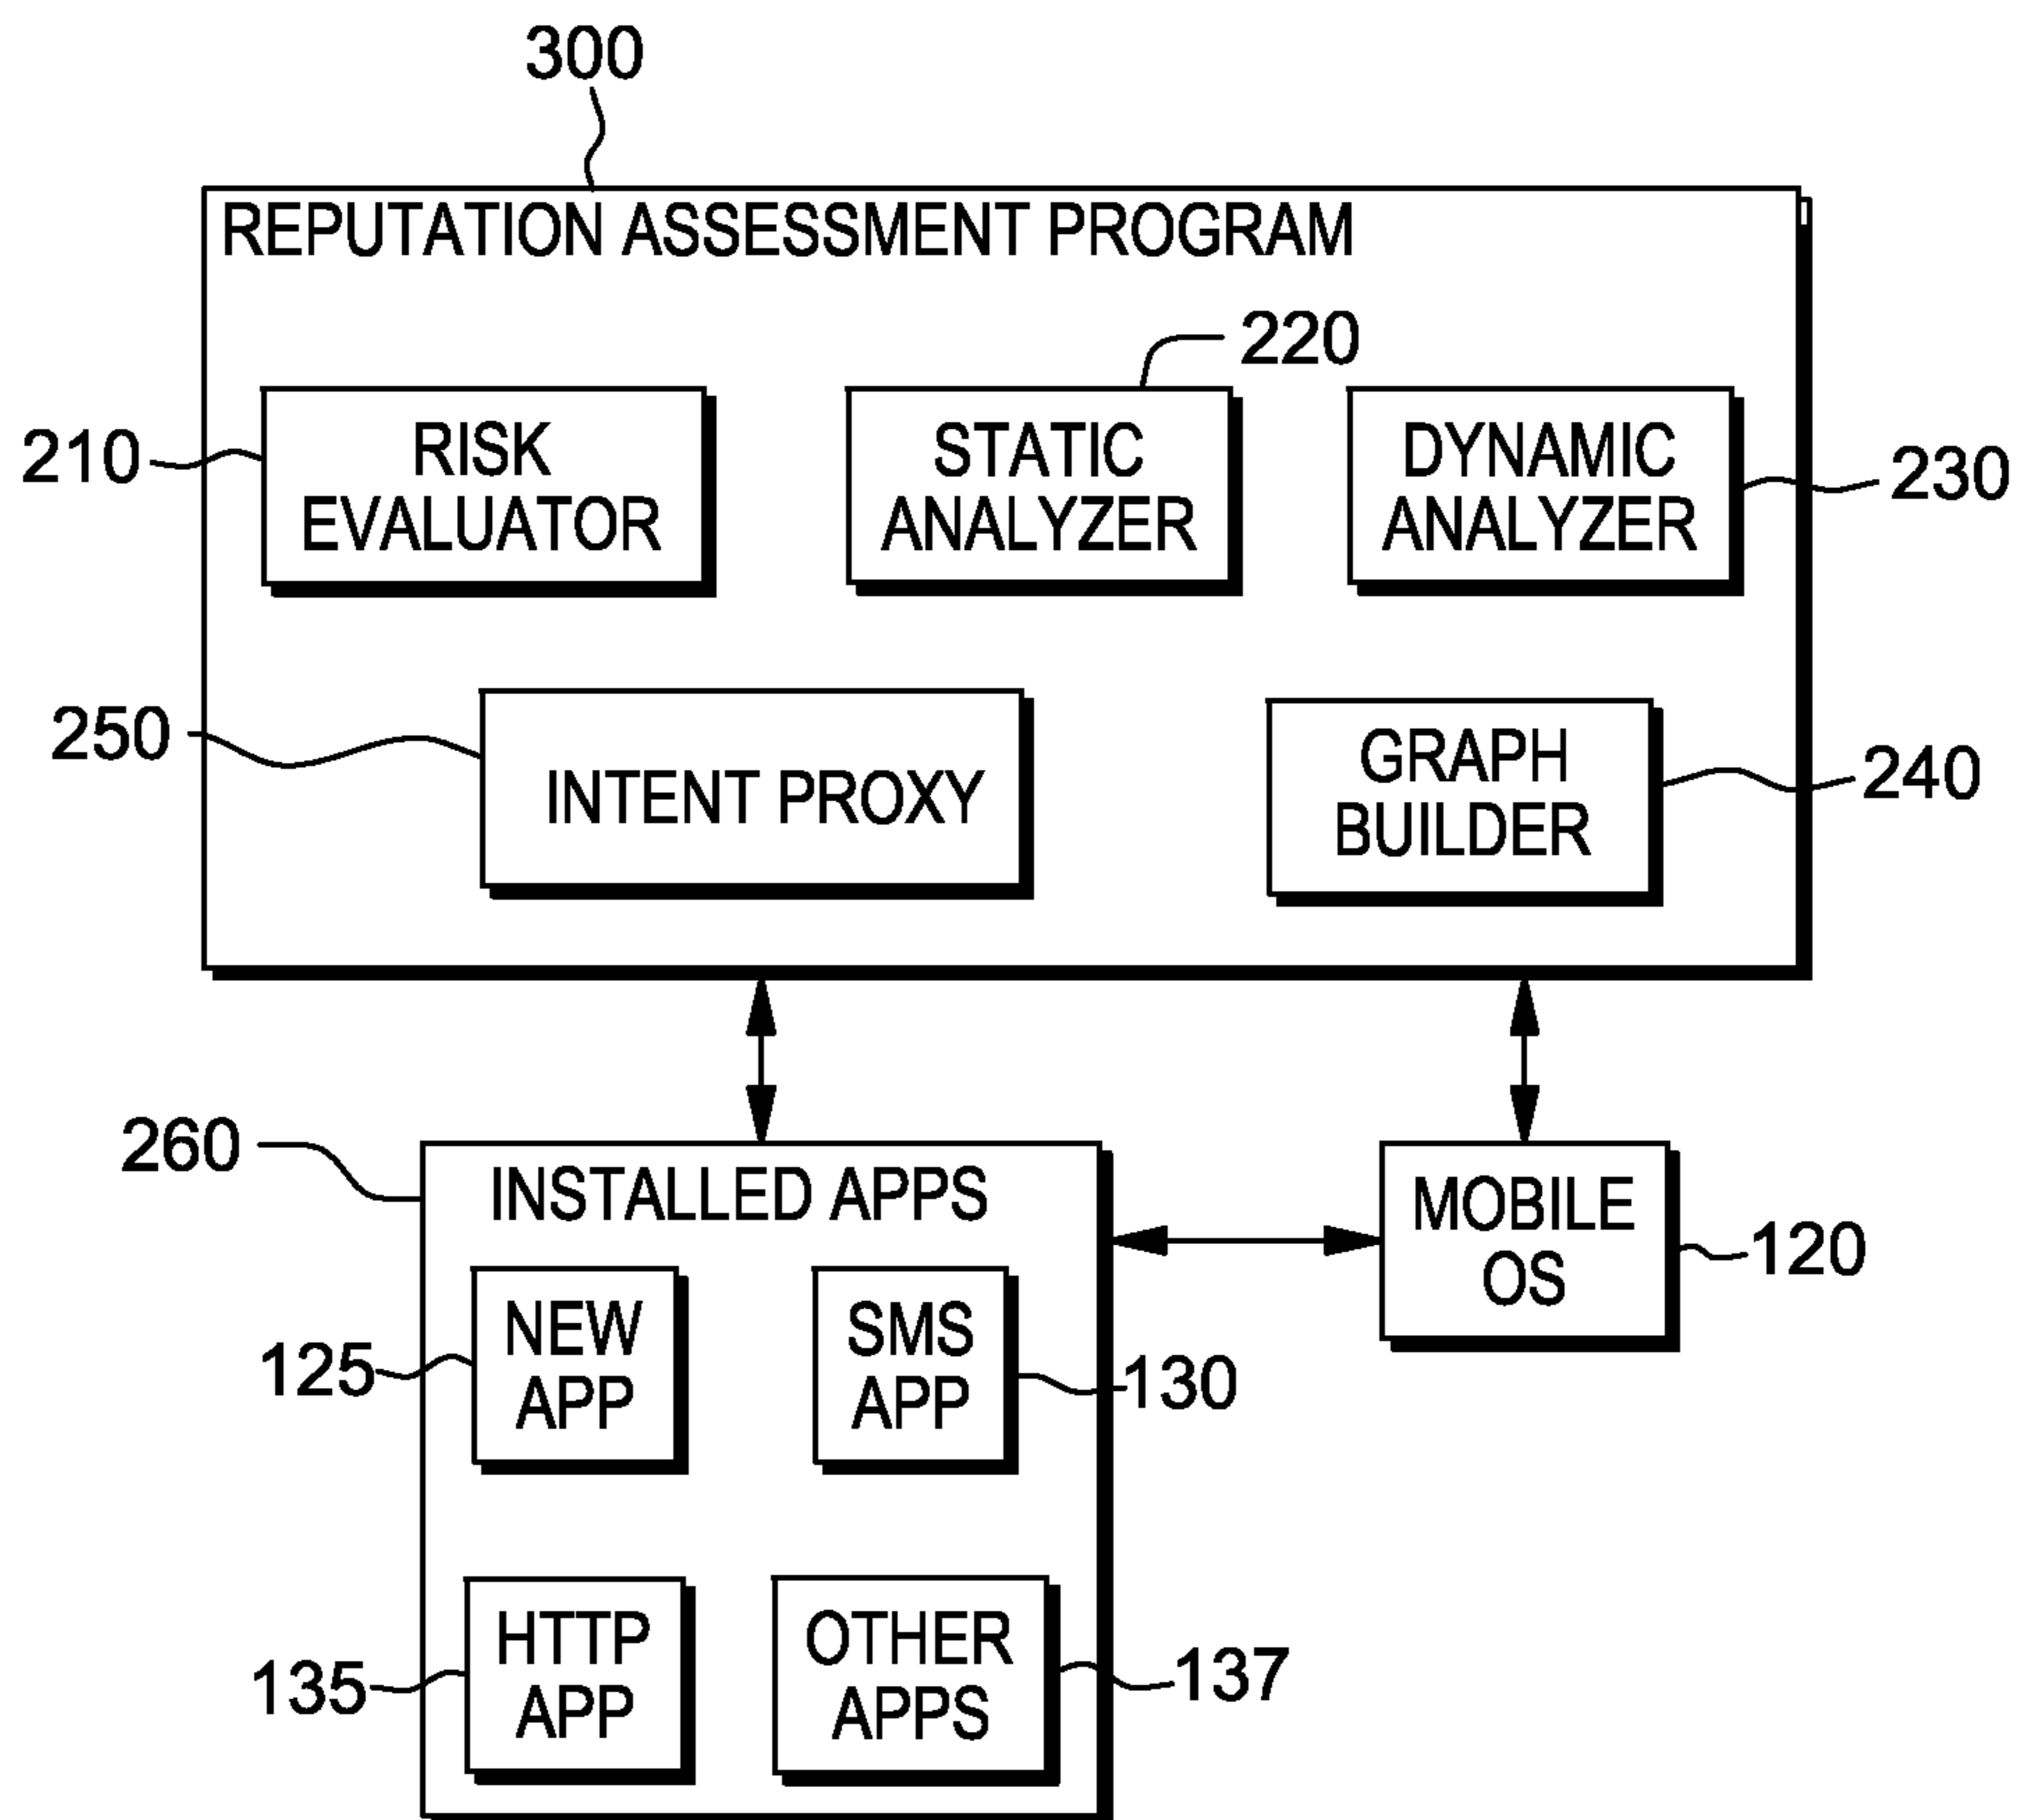 300
REPUTATION ASSESSMENT PROGRAM
220
210
RISK
EVALUATOR
STATIC
ANALYZER
DYNAMIC
ANALYZER
230
250
INTENT PROXY
GRAPH
BUILDER
240
260
INSTALLED APPS
MOBILE
OS
120
125
NEW
APP
SMS
APP
130
135
HTTP
APP
OTHER
APPS
137